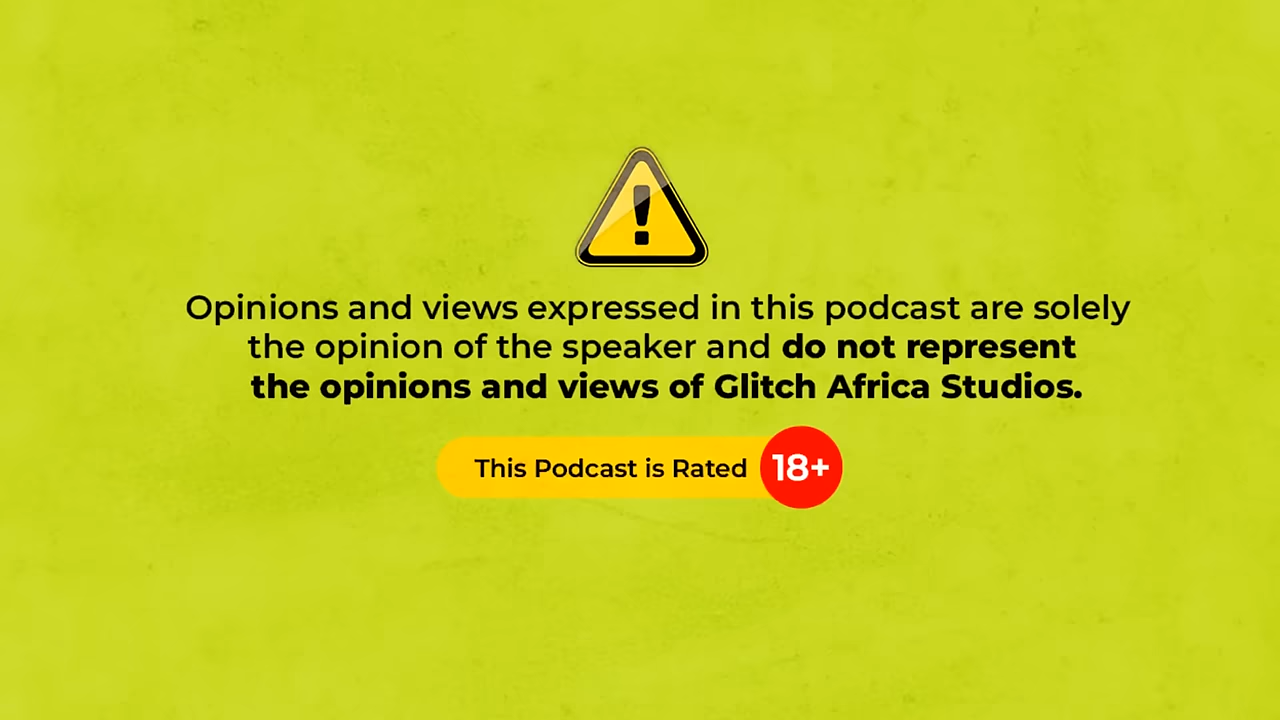 Opinions and views expressed in this podcast are solely
the opinion of the speaker and do not represent
the opinions and views of Glitch Africa Studios.
This Podcast is Rated 18+